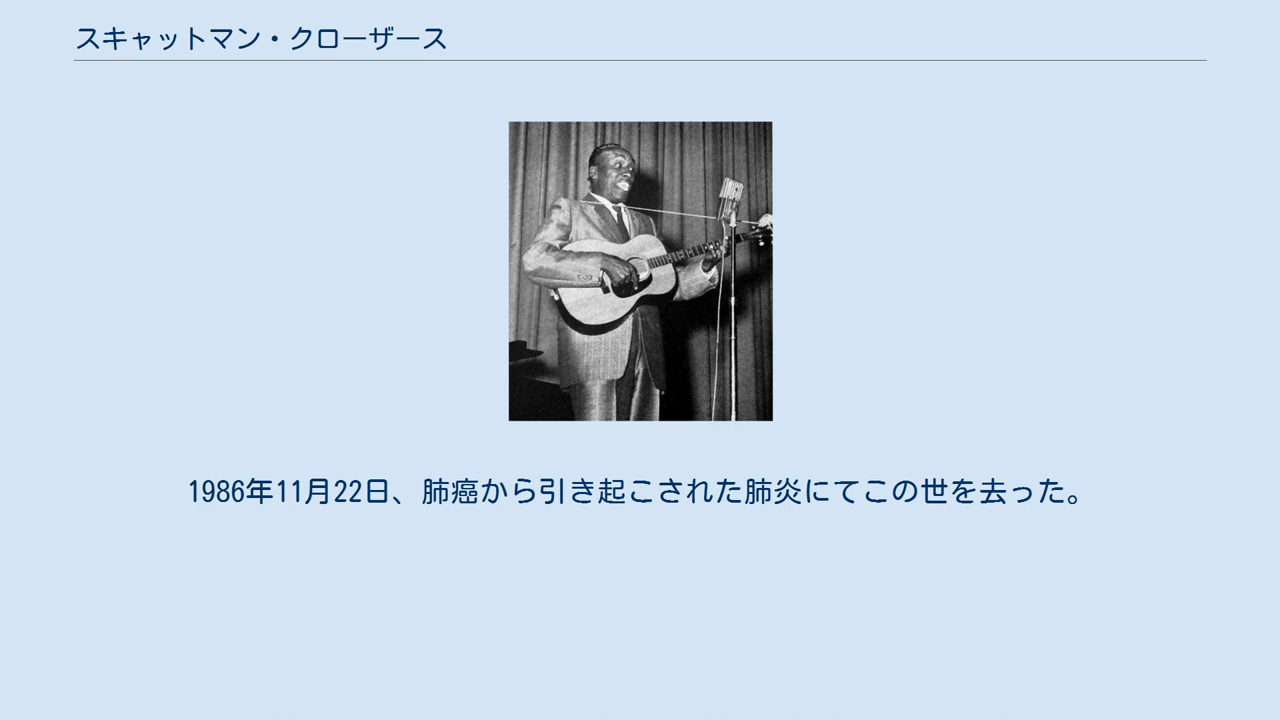 スキャットマン・クローザース
1986年11月22日、肺癌から引き起こされた肺炎にてこの世を去った。